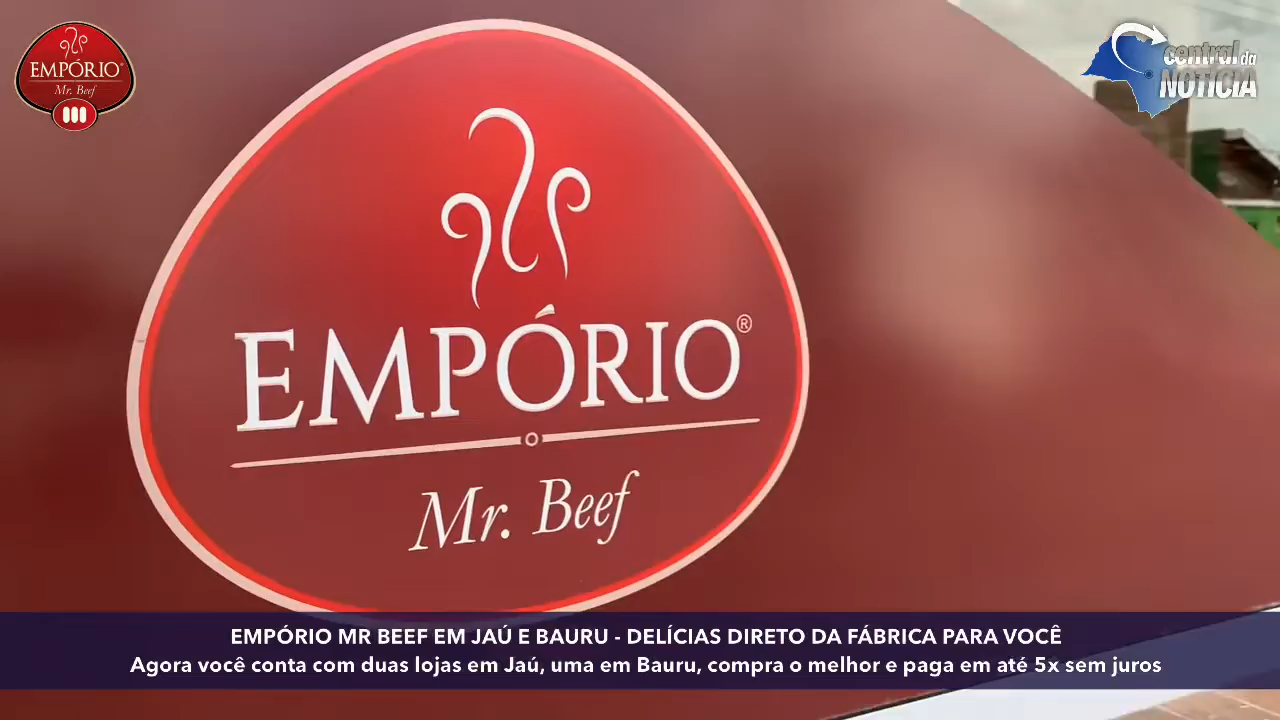 EMPÓRIO
Mr. Beef
central da
NOTÍCIA
EMPÓRIO®
Mr. Beef
EMPÓRIO MR BEEF EM JAÚ E BAURU - DELÍCIAS DIRETO DA FÁBRICA PARA VOCÊ
Agora você conta com duas lojas em Jaú, uma em Bauru, compra o melhor e paga em até 5x sem juros